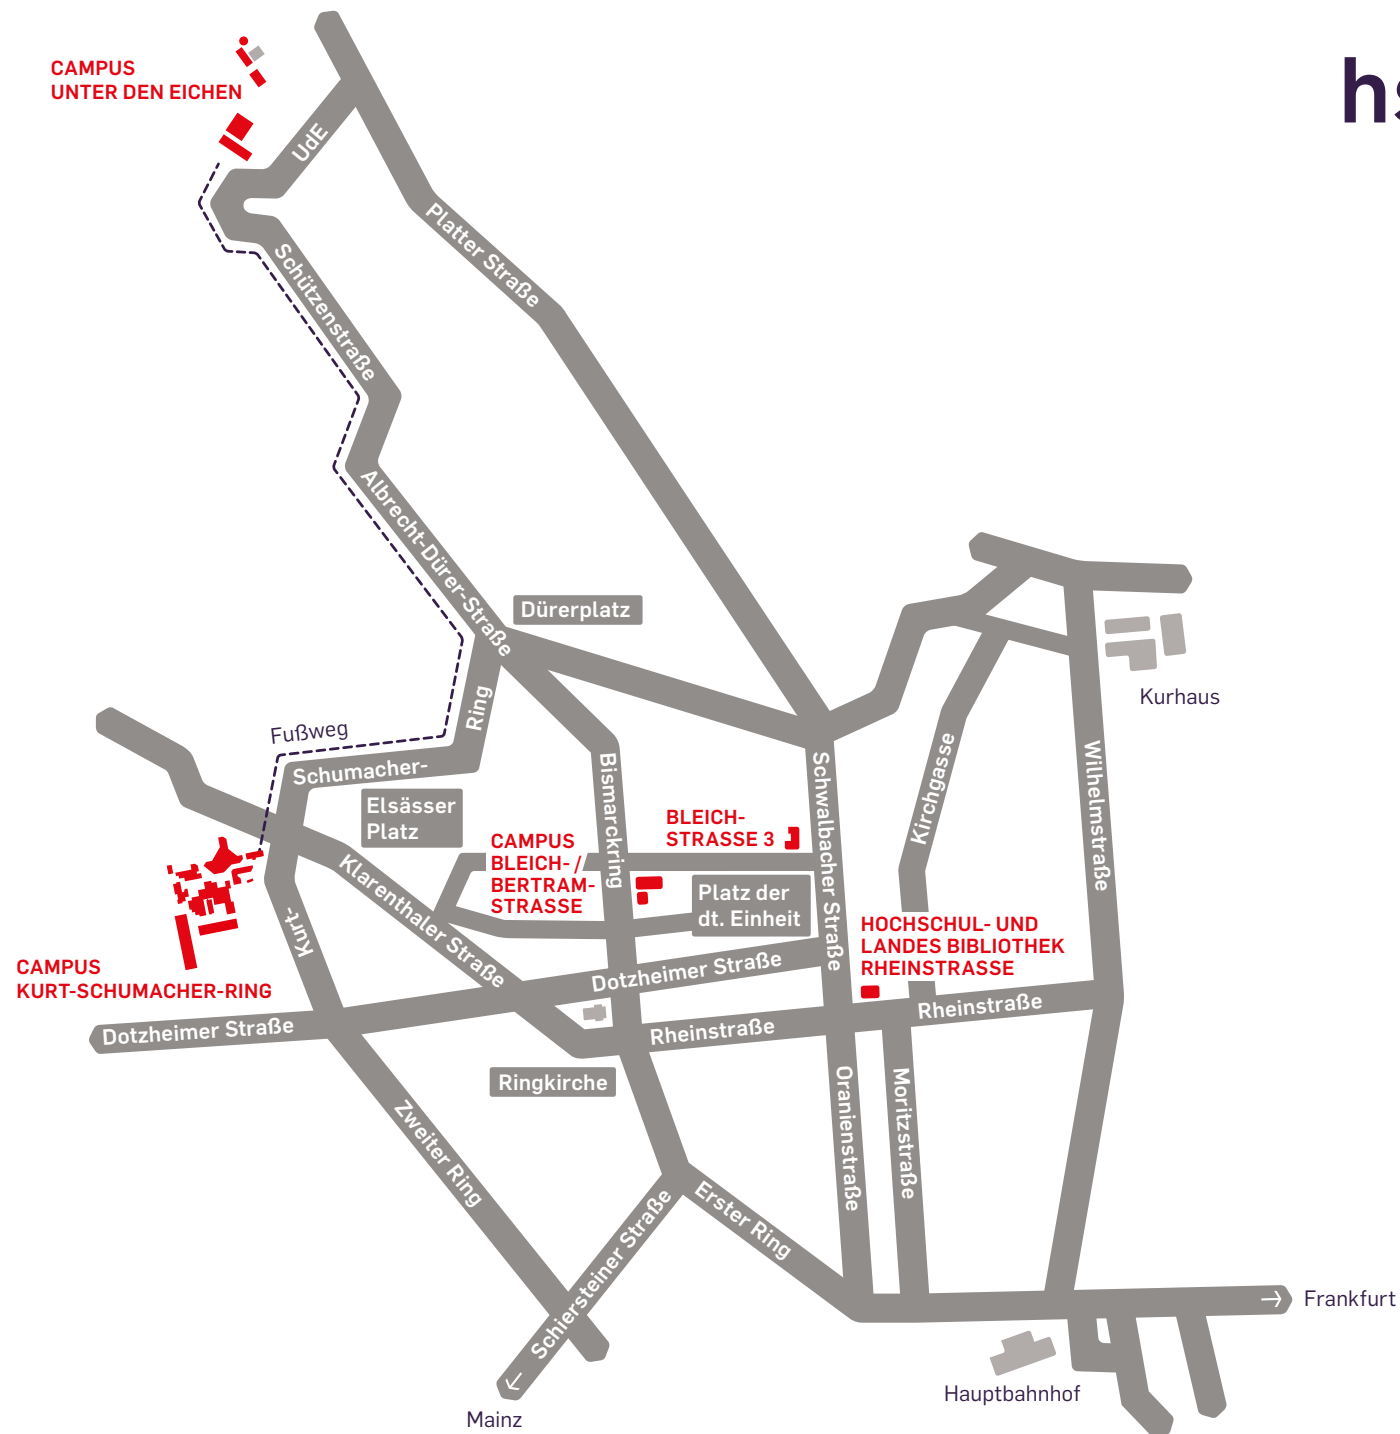 CAMPUS
UNTER DEN EICHEN
hs
UdE
Platter Straße
Schützenstraße
Albrecht-Dürer-Straße
Dürerplatz
Kurhaus
Ring
Fußweg
Schumacher-
Kurt-
Elsässer
Platz
Bismarckring
Schwalbacher Straße
Kirchgasse
Wilhelmstraße
BLEICH-
STRASSE 3
CAMPUS
BLEICH- /
BERTRAM-
STRASSE
Klarenthaler Straße
Platz der
dt. Einheit
HOCHSCHUL- UND
LANDES BIBLIOTHEK
RHEINSTRASSE
CAMPUS
KURT-SCHUMACHER-RING
Dotzheimer Straße
Dotzheimer Straße
Rheinstraße
Rheinstraße
Ringkirche
Zweiter Ring
Oranienstraße
Moritzstraße
Erster Ring
Schiersteiner Straße
→
Frankfurt
Hauptbahnhof
←
Mainz